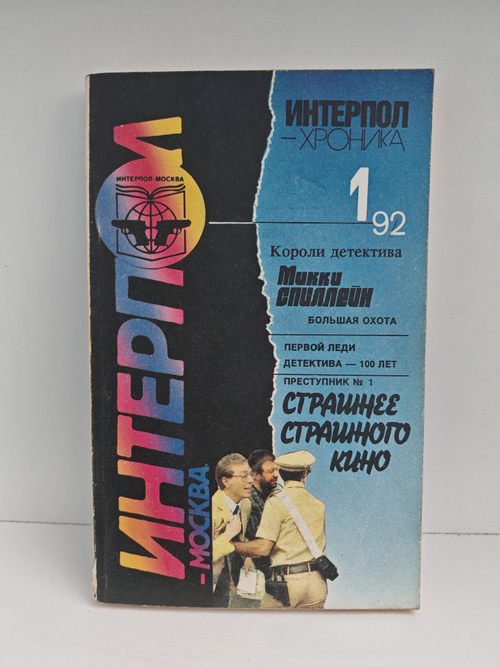 ИНТЕРПОЛ
-МОСКВА
ИНТЕРПОЛ МОСКВА
ИНТЕРПОЛ
-ХРОНИКА
1 92
Короли детектива
Микки
Спиллейн
БОЛЬШАЯ ОХОТА
ПЕРВОЙ ЛЕДИ
ДЕТЕКТИВА — 100 ЛЕТ
ПРЕСТУПНИК № 1
СТРАШНЕЕ
СТРАШНОГО
КИНО